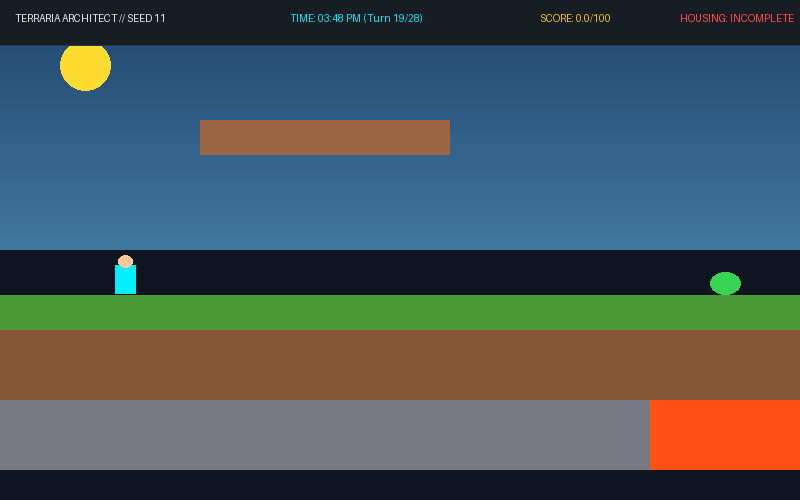 TERRARIA ARCHITECT // SEED 11
TIME: 03:48 PM (Turn 19/28)
SCORE: 0.0/100
HOUSING: INCOMPLETE